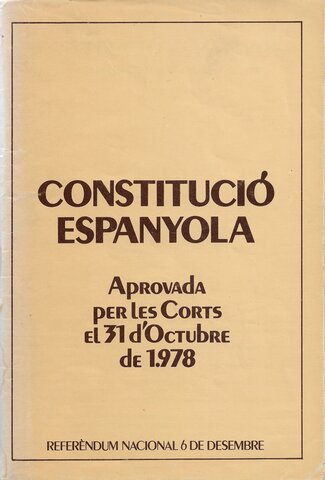 CONSTITUCIÓ
ESPANYOLA
APROVADA
PER LES CORTS
EL 31 d'OCTUBRE
dE 1.978
REFERÈNDUM NACIONAL 6 DE DESEMBRE